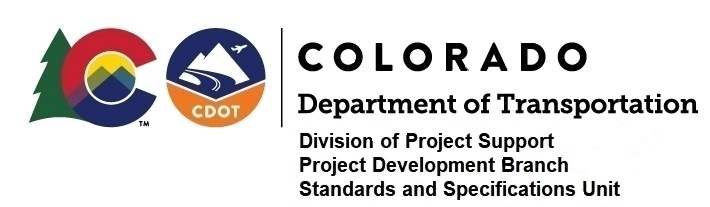 COLORADO
Department of Transportation
Division of Project Support
Project Development Branch
Standards and Specifications Unit
CDOT
TM